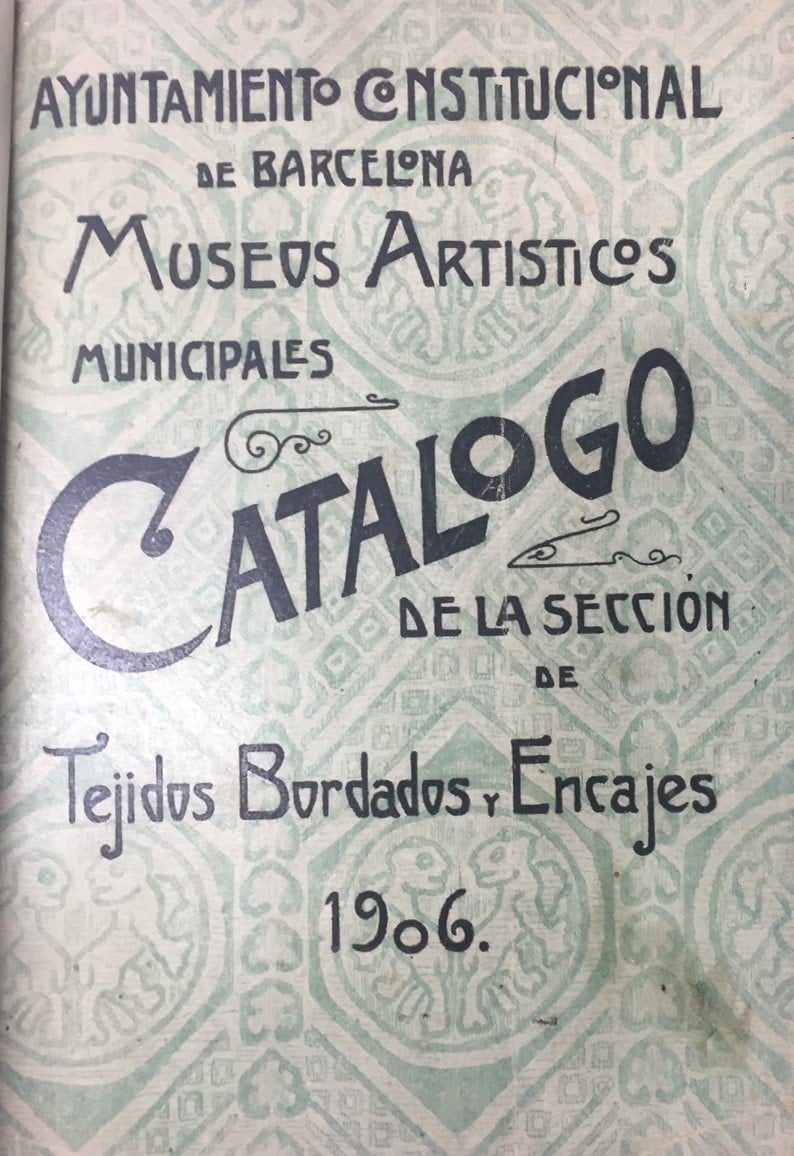 AYUNTAMIENTO CONSTITUCIONAL
DE BARCELONA
MUSEOS ARTISTICOS
MUNICIPALES
CATALOGO
DE LA SECCIÓN
DE
Tejidos Bordados y Encajes
1906.